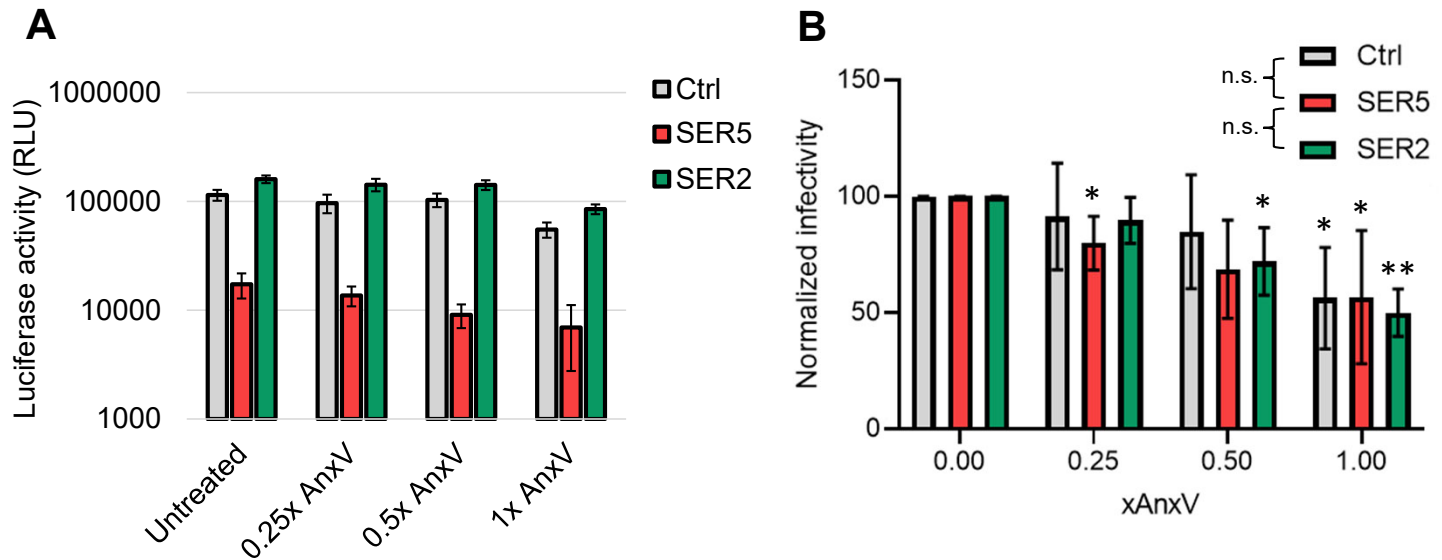 A
Luciferase activity (RLU)
1000000
100000
10000
1000
Untreated
0.25x AnxV
0.5x AnxV
1x AnxV
Ctrl
SER5
SER2
B
Normalized infectivity
150
100
50
0
n.s.
n.s.
Ctrl
SER5
SER2
*
*
*
*
**
0.00
0.25
0.50
1.00
xAnxV